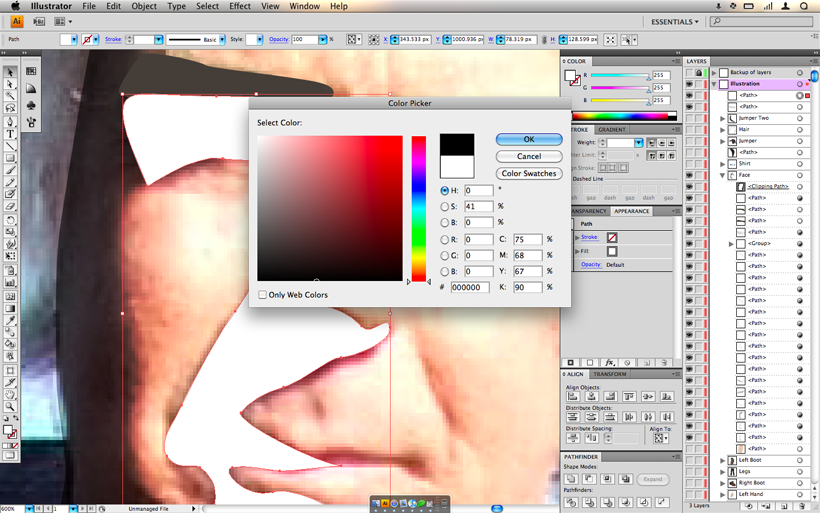 Illustrator File Edit Object Type Select Effect View Window Help
Ai Br ESSENTIALS
Path Stroke: Basic Style: Opacity: 100 % X: 343.533 px Y: 1000.936 px W: 78.319 px H: 128.599 px
Color Picker
Select Color:
OK
Cancel
Color Swatches
H: 0 °
S: 41 %
B: 0 %
R: 0 C: 75 %
G: 0 M: 68 %
B: 0 Y: 67 %
# 000000 K: 90 %
Only Web Colors
COLOR
R 255
G 255
B 255
STROKE GRADIENT
Weight:
Miter Limit:
Align Stroke:
Dashed Line
dash gap dash gap dash gap
TRANSPARENCY APPEARANCE
Path
Stroke:
Fill:
Opacity: Default
ALIGN TRANSFORM
Align Objects:
Distribute Objects:
Distribute Spacing: Align To:
PATHFINDER
Shape Modes:
Expand
Pathfinders:
LAYERS
Backup of layers
Illustration
<Path>
<Path>
Jumper Two
Hair
Jumper
<Path>
Shirt
Face
<Clipping Path>
<Path>
<Path>
<Path>
<Group>
<Path>
<Path>
<Path>
<Path>
<Path>
<Path>
<Path>
<Path>
<Path>
<Path>
<Path>
<Path>
<Path>
Left Boot
Legs
Right Boot
Left Hand
3 Layers
600% 1 Unmanaged File